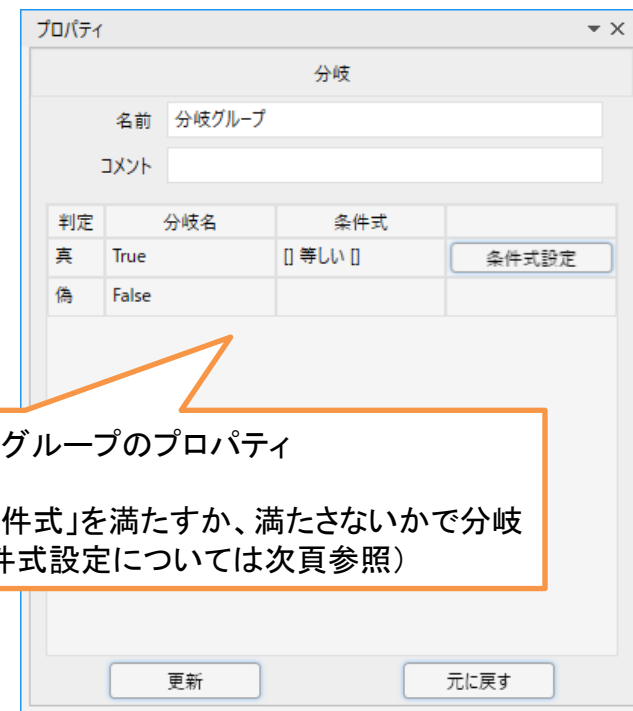 プロパティ
分岐
名前 分岐グループ
コメント
判定 分岐名 条件式
真 True [] 等しい [] 条件式設定
偽 False
グループのプロパティ
件式」を満たすか、満たさないかで分岐
件式設定については次頁参照）
更新 元に戻す